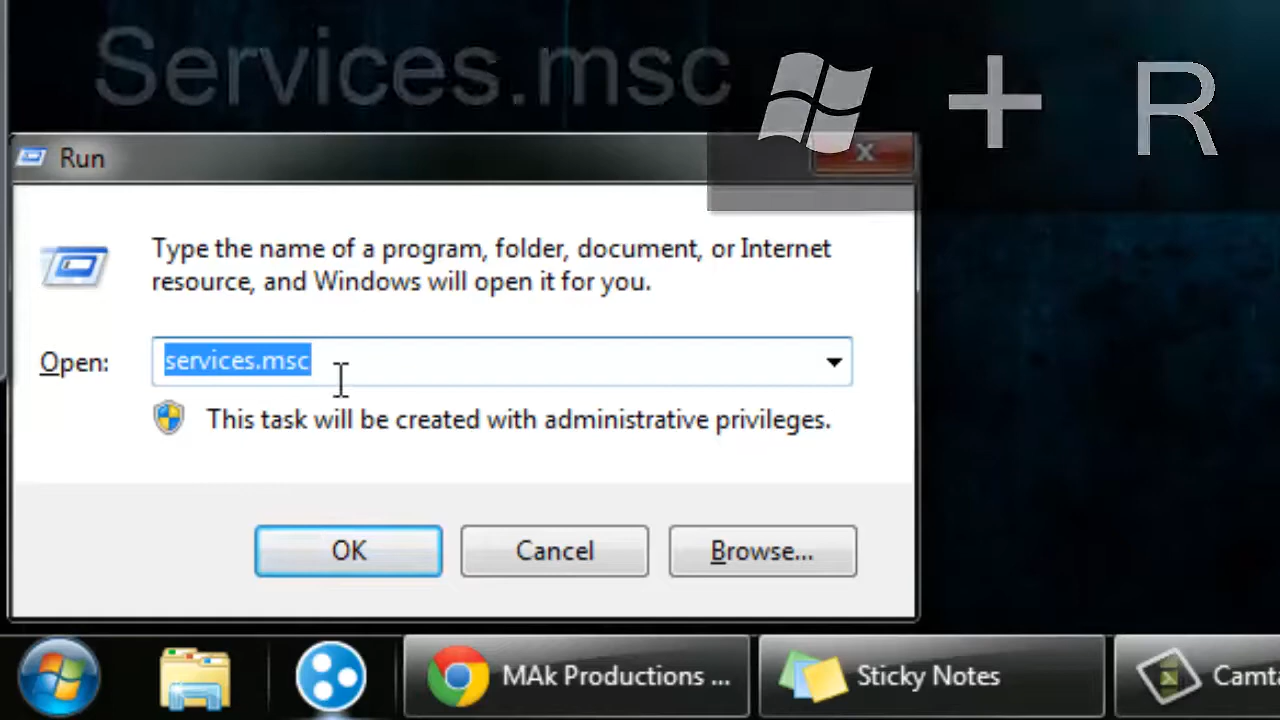 Services.msc
+ R
Run
Type the name of a program, folder, document, or Internet
resource, and Windows will open it for you.
Open:
services.msc
This task will be created with administrative privileges.
OK
Cancel
Browse...
MAk Productions ...
Sticky Notes
Camta